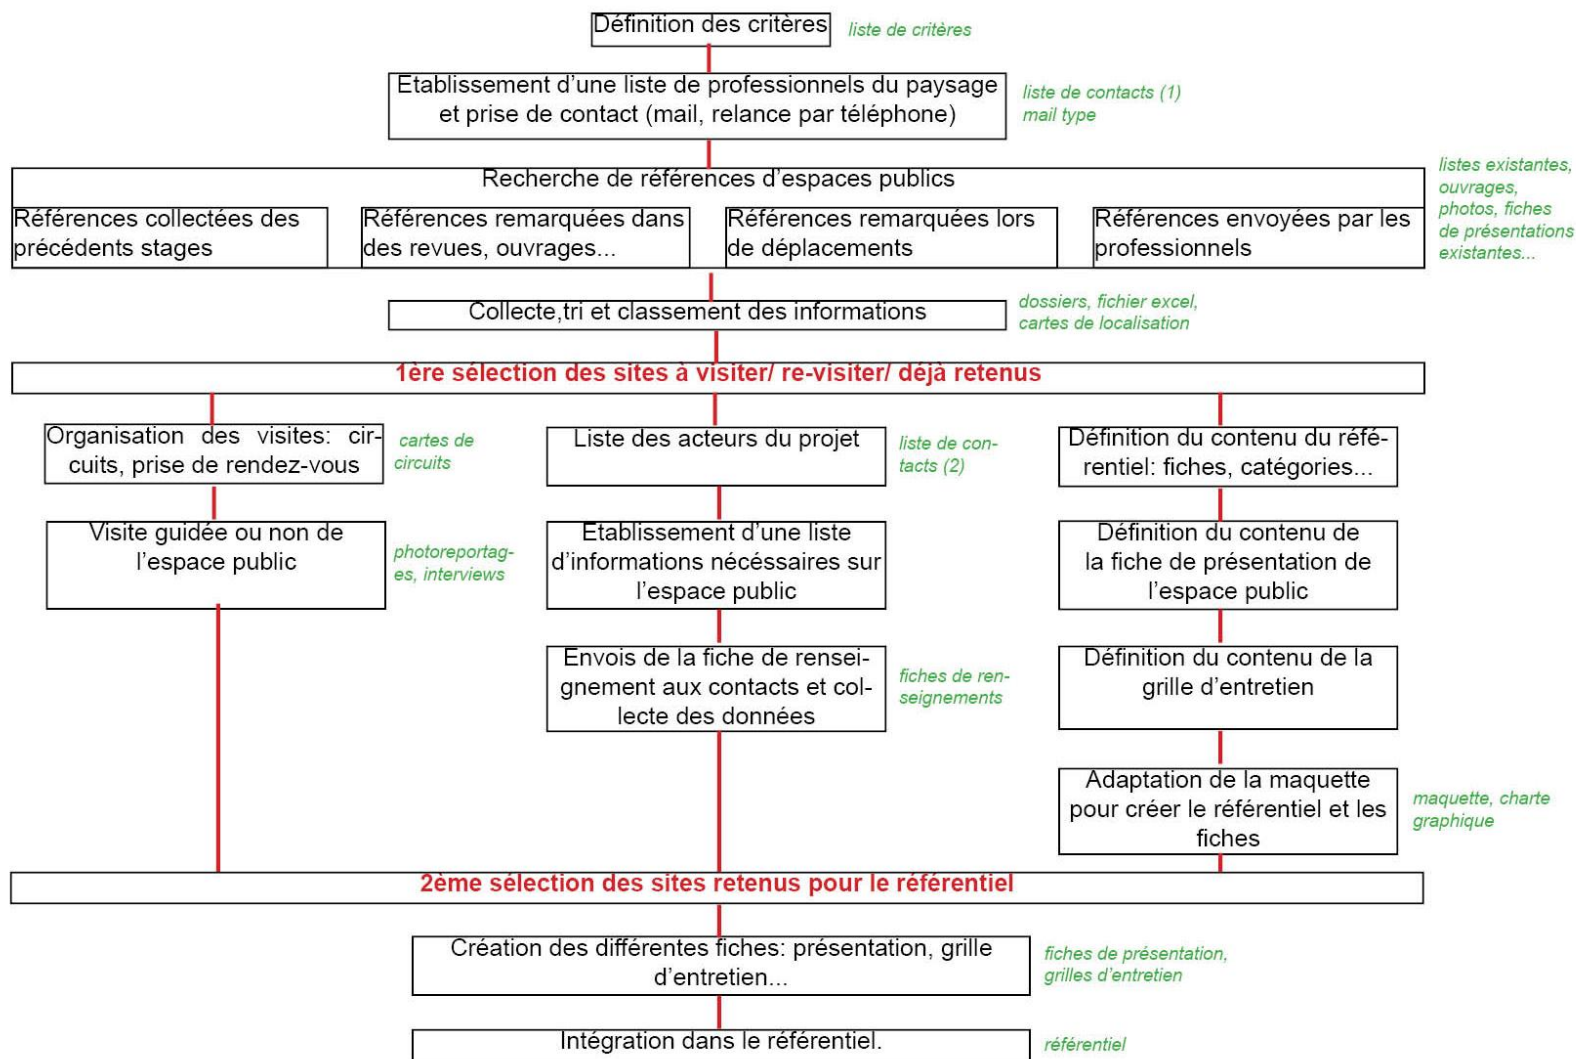 Définition des critères
liste de critères
Etablissement d'une liste de professionnels du paysage
et prise de contact (mail, relance par téléphone)
liste de contacts (1)
mail type
Recherche de références d'espaces publics
listes existantes,
ouvrages,
photos, fiches
de présentations
existantes...
Références collectées des
précédents stages
Références remarquées dans
des revues, ouvrages...
Références remarquées lors
de déplacements
Références envoyées par les
professionnels
Collecte,tri et classement des informations
dossiers, fichier excel,
cartes de localisation
1ère sélection des sites à visiter/ re-visiter/ déjà retenus
Organisation des visites: cir-
cuits, prise de rendez-vous
cartes de
circuits
Visite guidée ou non de
l'espace public
photoreportag-
es, interviews
Liste des acteurs du projet
liste de con-
tacts (2)
Etablissement d'une liste
d'informations nécéssaires sur
l'espace public
Envois de la fiche de rensei-
gnement aux contacts et col-
lecte des données
fiches de ren-
seignements
Définition du contenu du réfé-
rentiel: fiches, catégories...
Définition du contenu de
la fiche de présentation de
l'espace public
Définition du contenu de la
grille d'entretien
Adaptation de la maquette
pour créer le référentiel et les
fiches
maquette, charte
graphique
2ème sélection des sites retenus pour le référentiel
Création des différentes fiches: présentation, grille
d'entretien...
fiches de présentation,
grilles d'entretien
Intégration dans le référentiel.
référentiel